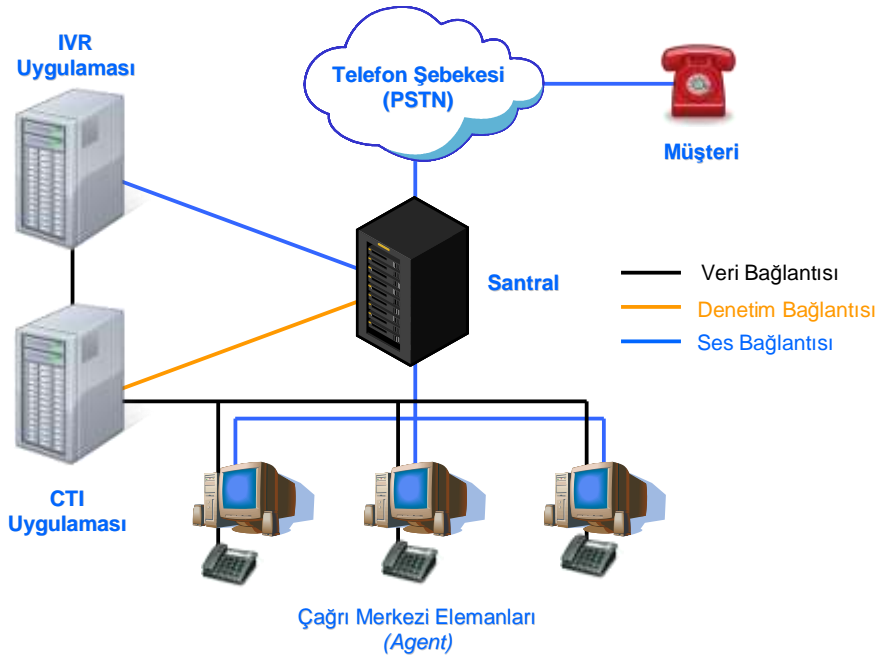 IVR
Uygulaması
Telefon Şebekesi
(PSTN)
Müşteri
Santral
Veri Bağlantısı
Denetim Bağlantısı
Ses Bağlantısı
CTI
Uygulaması
Çağrı Merkezi Elemanları
(Agent)